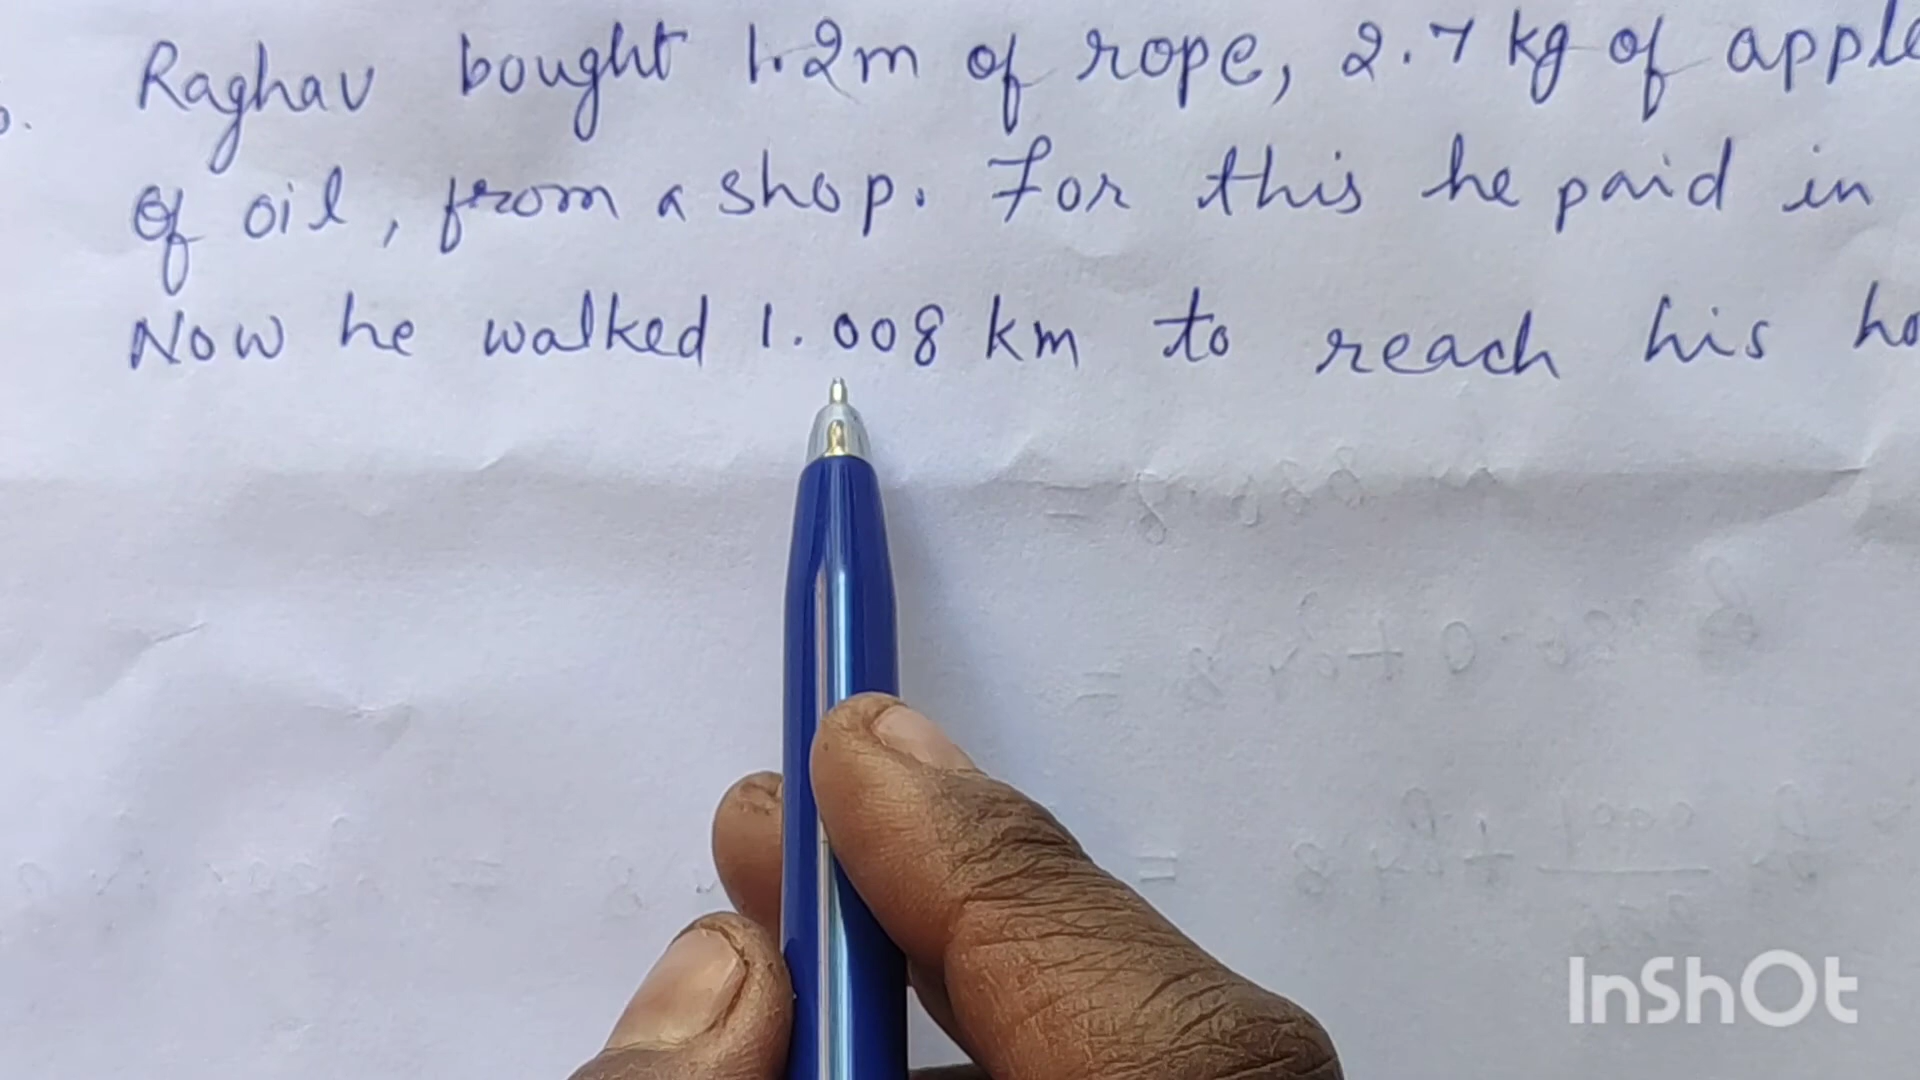 Raghav bought 1.2m of rope, 2.7 kg of apple
of oil, from a shop. For this he paid in
Now he walked 1.008 km to reach his ho
InShOt